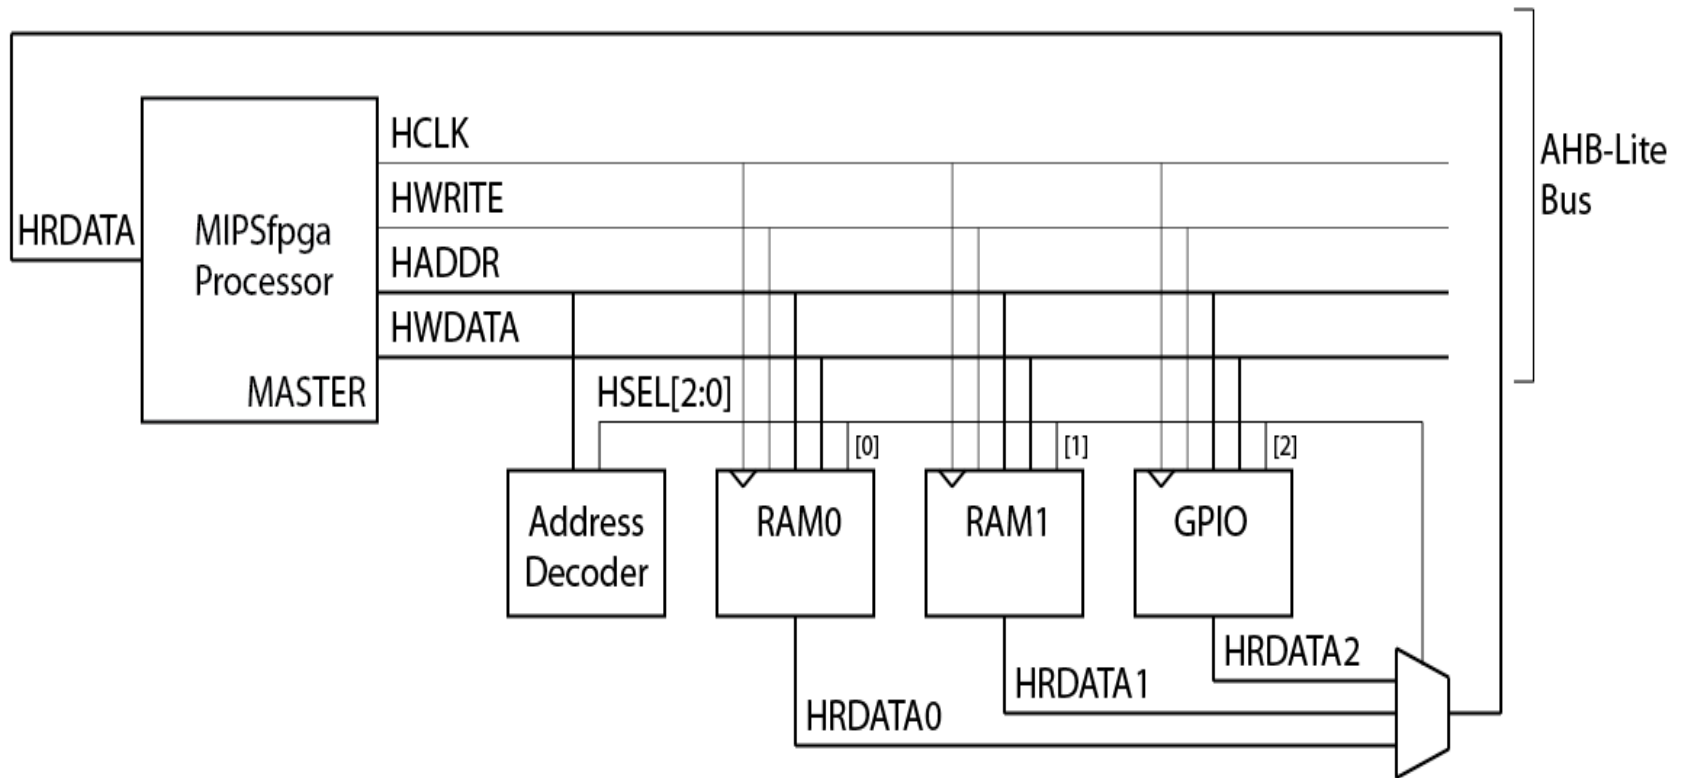 HCLK
AHB-Lite
Bus
HWRITE
HRDATA
MIPSfpga
Processor
HADDR
HWDATA
MASTER
HSEL[2:0]
[0]
[1]
[2]
Address
Decoder
RAM0
RAM1
GPIO
HRDATA2
HRDATA1
HRDATA0